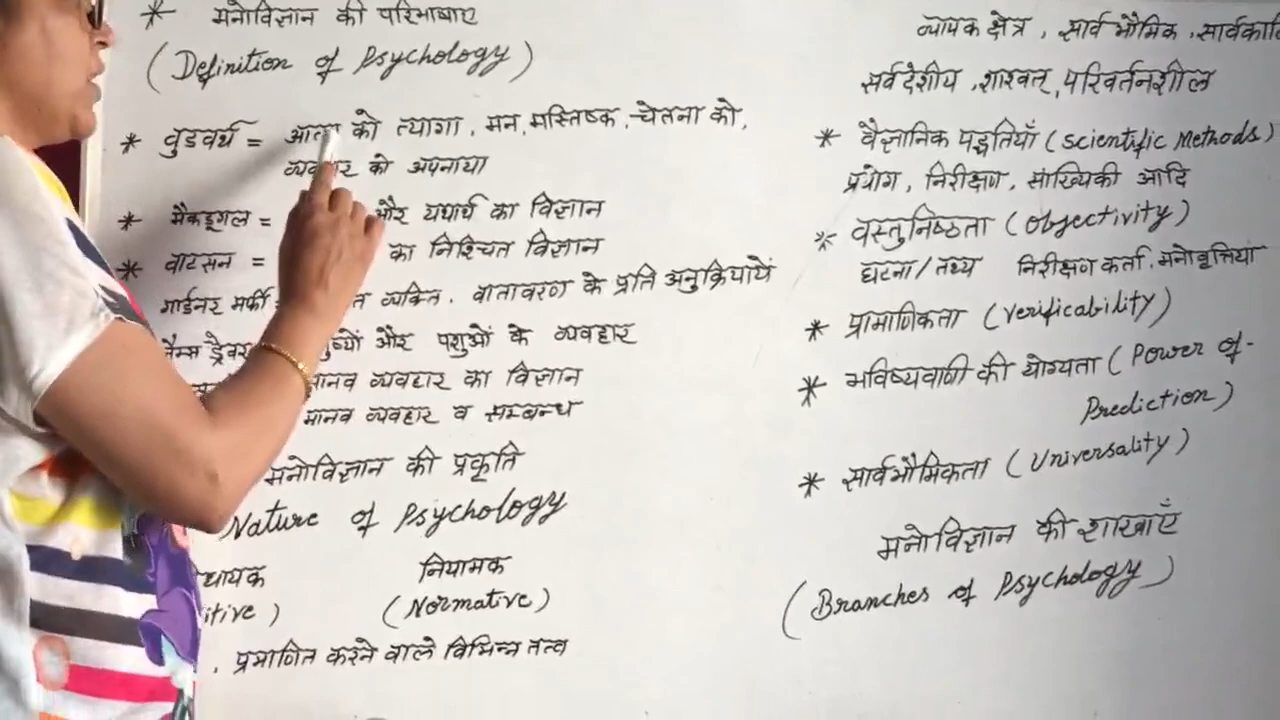 * मनोविज्ञान की परिभाषाए
(Definition of Psychology)
* वुडवर्थ = को त्यागा, मन, मस्तिष्क, चेतना को,
को अपनाया
* मैकडूगल = और यथार्थ का विज्ञान
* वाटसन = का निश्चित विज्ञान
गार्डनर मर्फी व्यक्ति, वातावरण के प्रति अनुक्रियायें
और पशुओं के व्यवहार
मानव व्यवहार का विज्ञान
मानव व्यवहार व सम्बन्ध
मनोविज्ञान की प्रकृति
Nature of Psychology
नियामक
(Normative)
, प्रमाणित करने वाले विभिन्न तत्व
व्यापक क्षेत्र, सार्वभौमिक,
सर्वदेशीय, शाश्वत्, परिवर्तनशील
* वैज्ञानिक पद्धतियाँ (Scientific Methods)
प्रयोग, निरीक्षण, सांख्यिकी आदि
* वस्तुनिष्ठता (Objectivity)
घटना/तथ्य निरीक्षण कर्ता, मनोवृत्तिया
* प्रामाणिकता (Verificability)
* भविष्यवाणी की योग्यता (Power of-
Prediction)
* सार्वभौमिकता (Universality)
मनोविज्ञान की शाखाएँ
(Branches of Psychology)